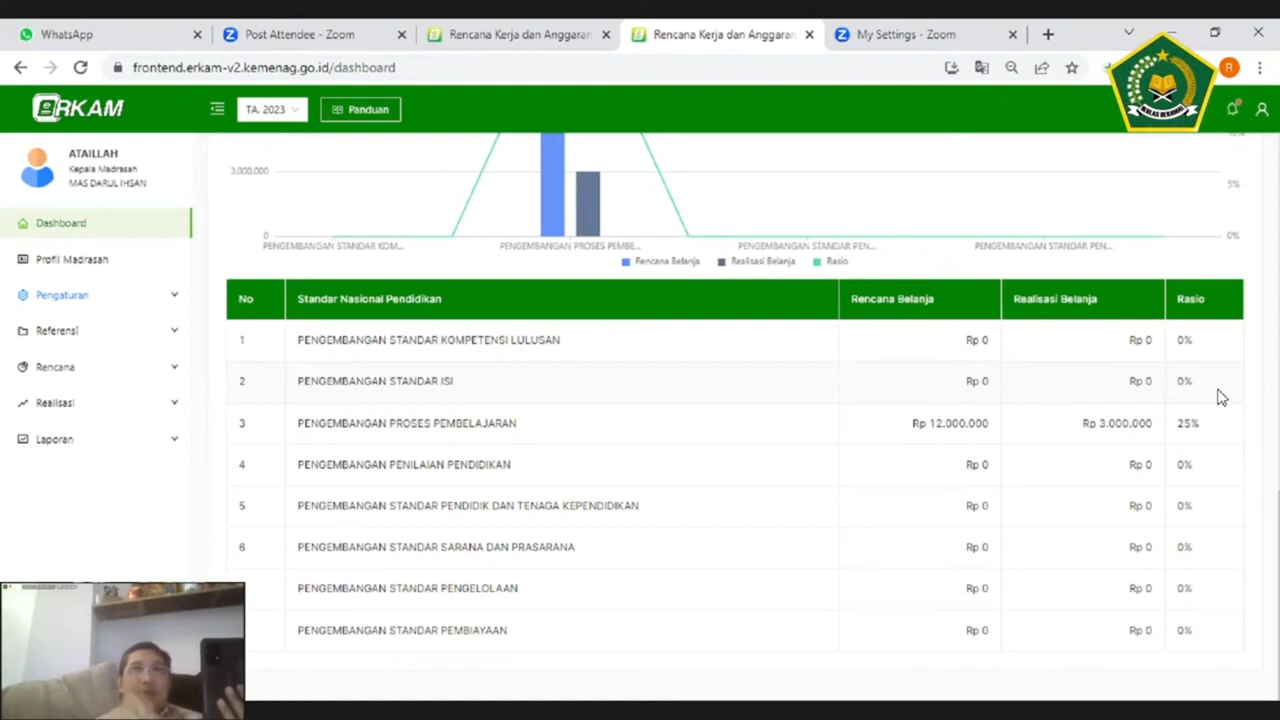 WhatsApp
Post Attendee - Zoom
Rencana Kerja dan Anggaran
Rencana Kerja dan Anggaran
My Settings - Zoom
frontend.erkam-v2.kemenag.go.id/dashboard
eRKAM
TA. 2023
Panduan
IKHLAS BERAMAL
ATAILLAH
Kepala Madrasah
MAS DARUL IHSAN
Dashboard
Profil Madrasah
Pengaturan
Referensi
Rencana
Realisasi
Laporan
3.000.000
5%
0
0%
PENGEMBANGAN STANDAR KOM...
PENGEMBANGAN PROSES PEMBE...
PENGEMBANGAN STANDAR PEN...
PENGEMBANGAN STANDAR PEN...
Rencana Belanja
Realisasi Belanja
Rasio
No Standar Nasional Pendidikan Rencana Belanja Realisasi Belanja Rasio
1 PENGEMBANGAN STANDAR KOMPETENSI LULUSAN Rp 0 Rp 0 0%
2 PENGEMBANGAN STANDAR ISI Rp 0 Rp 0 0%
3 PENGEMBANGAN PROSES PEMBELAJARAN Rp 12.000.000 Rp 3.000.000 25%
4 PENGEMBANGAN PENILAIAN PENDIDIKAN Rp 0 Rp 0 0%
5 PENGEMBANGAN STANDAR PENDIDIK DAN TENAGA KEPENDIDIKAN Rp 0 Rp 0 0%
6 PENGEMBANGAN STANDAR SARANA DAN PRASARANA Rp 0 Rp 0 0%
PENGEMBANGAN STANDAR PENGELOLAAN Rp 0 Rp 0 0%
PENGEMBANGAN STANDAR PEMBIAYAAN Rp 0 Rp 0 0%